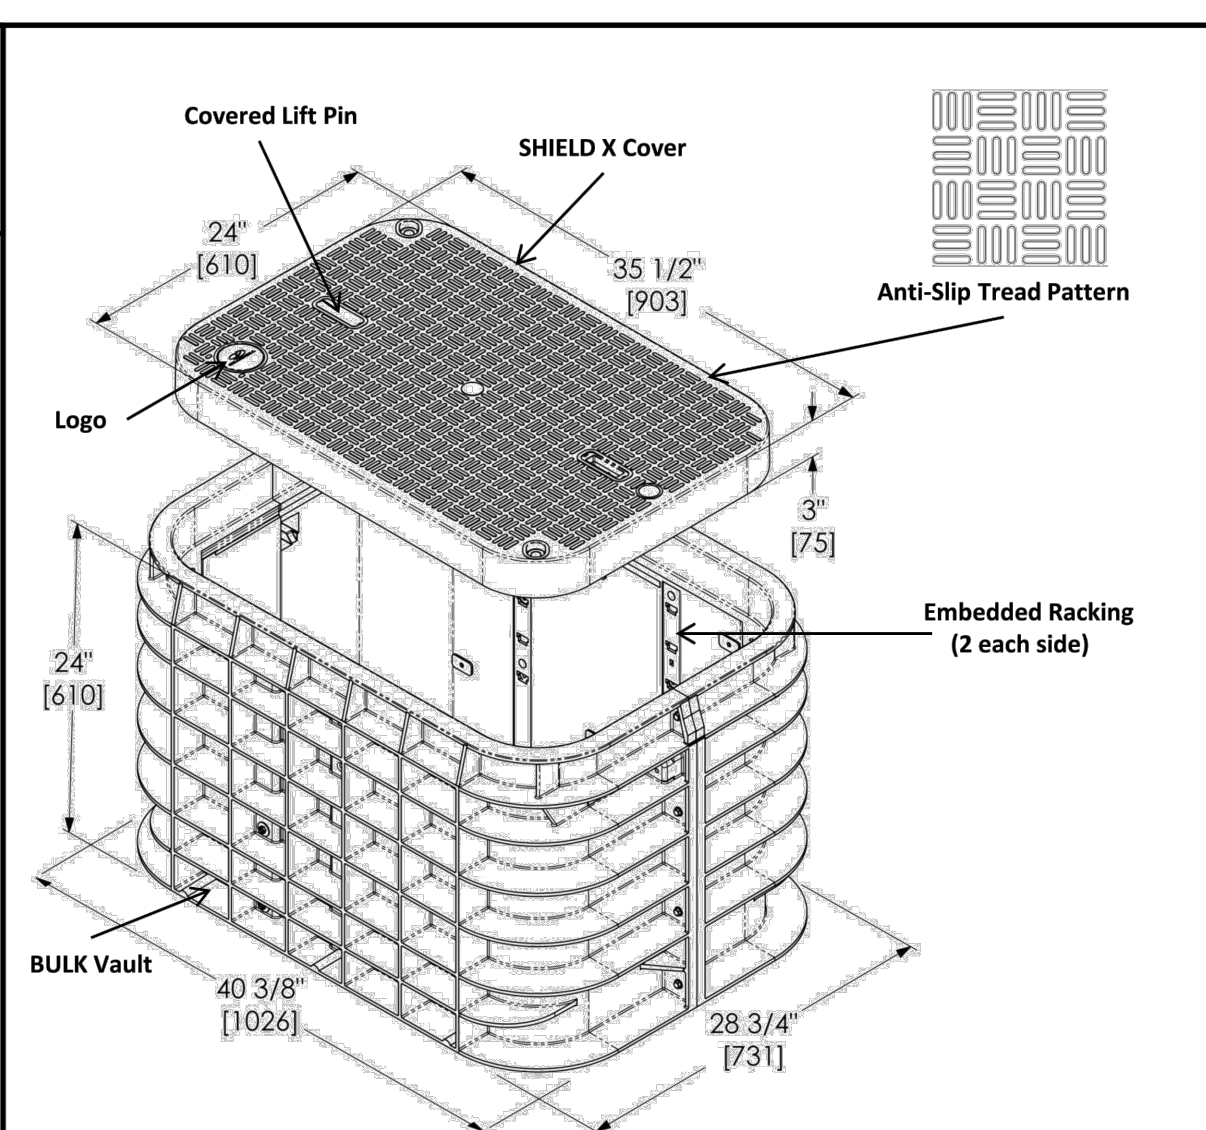 Covered Lift Pin
SHIELD X Cover
24"
[610]
35 1/2"
[903]
Anti-Slip Tread Pattern
Logo
3"
[75]
Embedded Racking
(2 each side)
24"
[610]
BULK Vault
40 3/8"
[1026]
28 3/4"
[731]